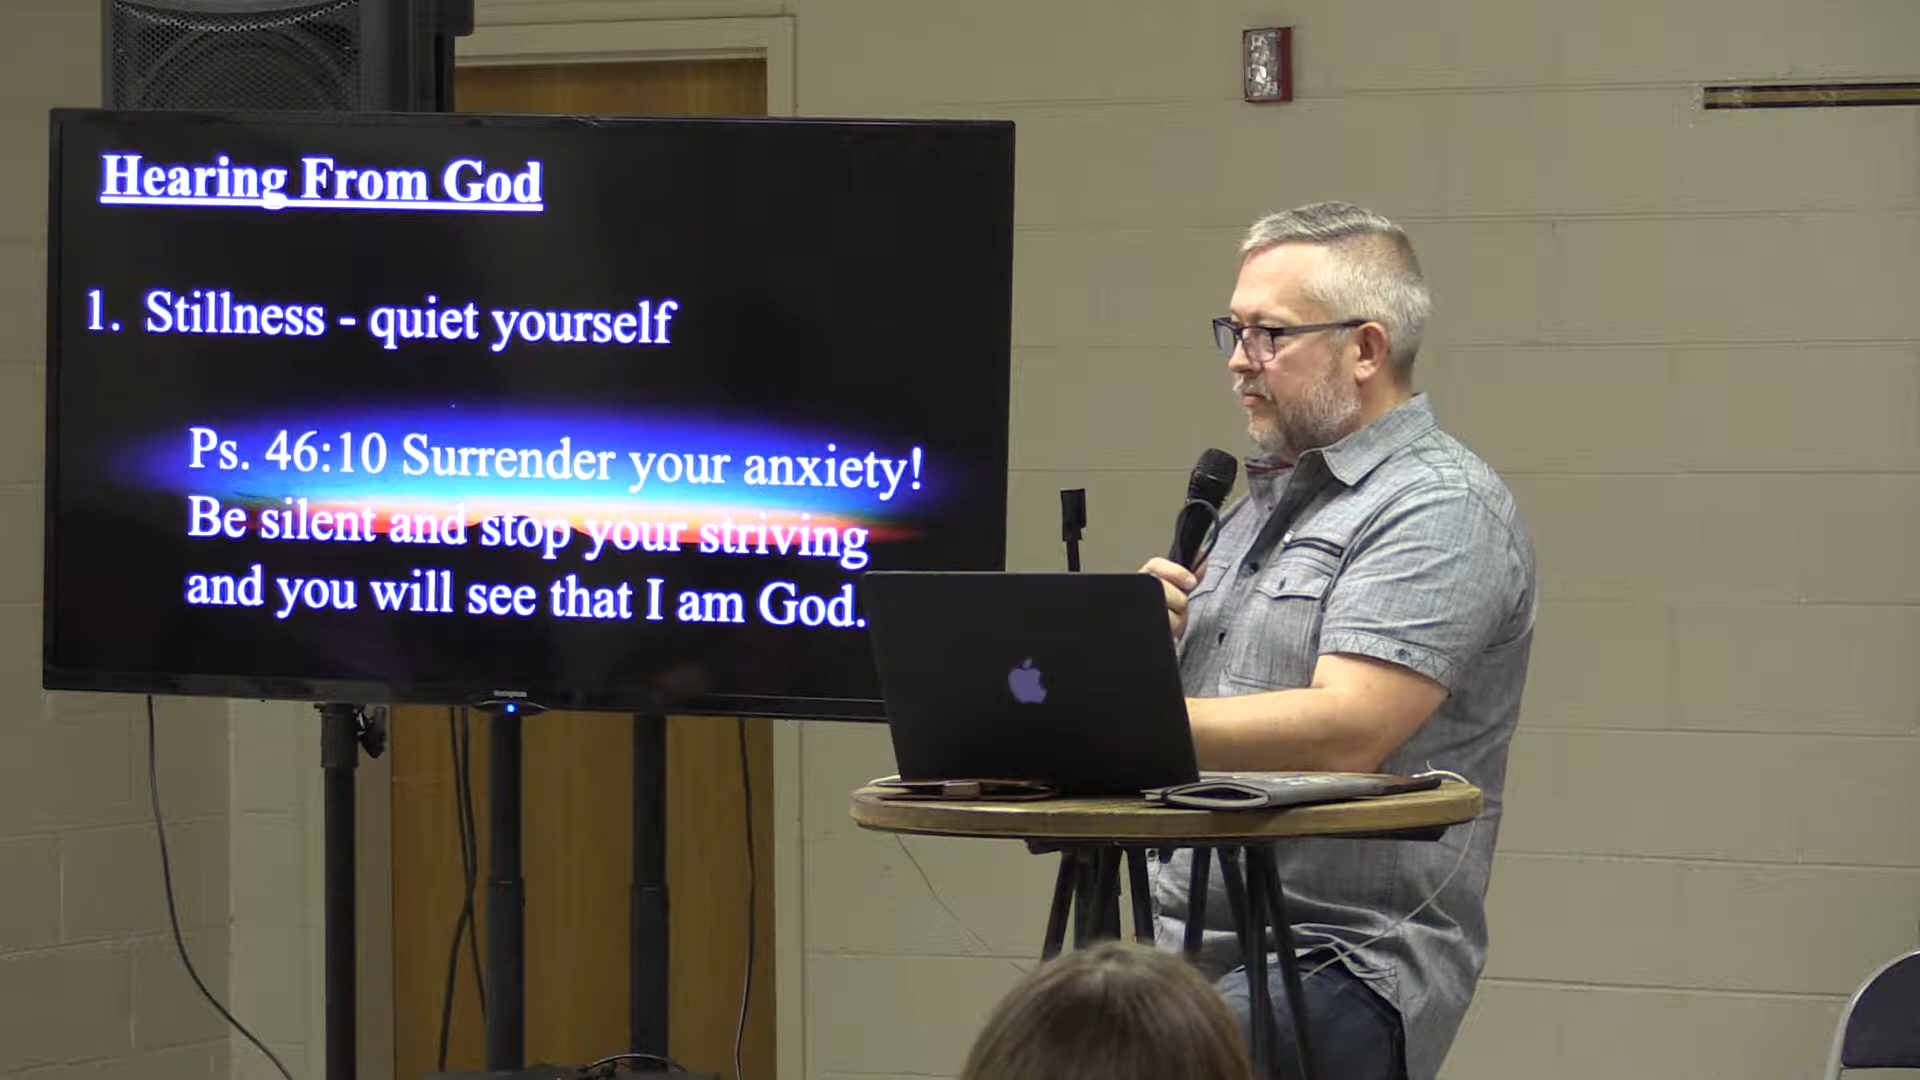 Hearing From God
1. Stillness - quiet yourself
Ps. 46:10 Surrender your anxiety!
Be silent and stop your striving
and you will see that I am God.